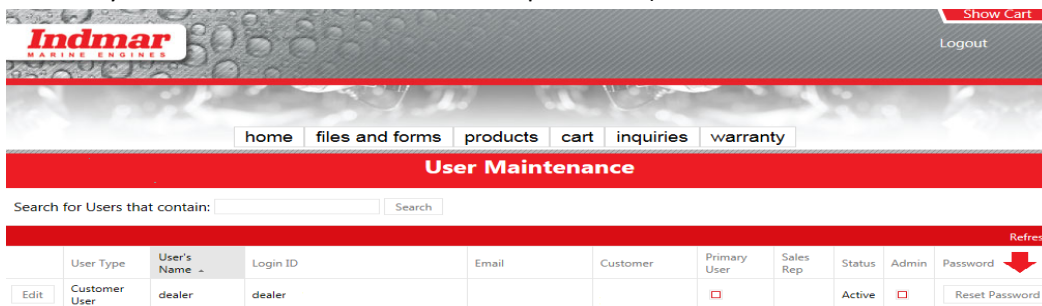 Show Cart
Indmar
MARINE ENGINES
Logout
home files and forms products cart inquiries warranty
User Maintenance
Search for Users that contain: Search
Refres
User Type User's Name Login ID Email Customer Primary User Sales Rep Status Admin Password
Edit Customer User dealer dealer Active Reset Password